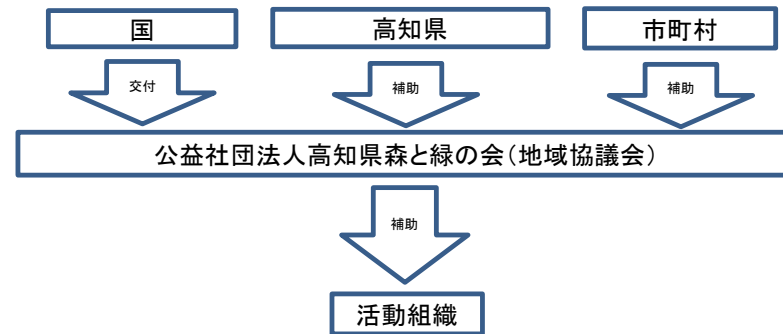 国
高知県
市町村
交付
補助
補助
公益社団法人高知県森と緑の会（地域協議会）
補助
活動組織